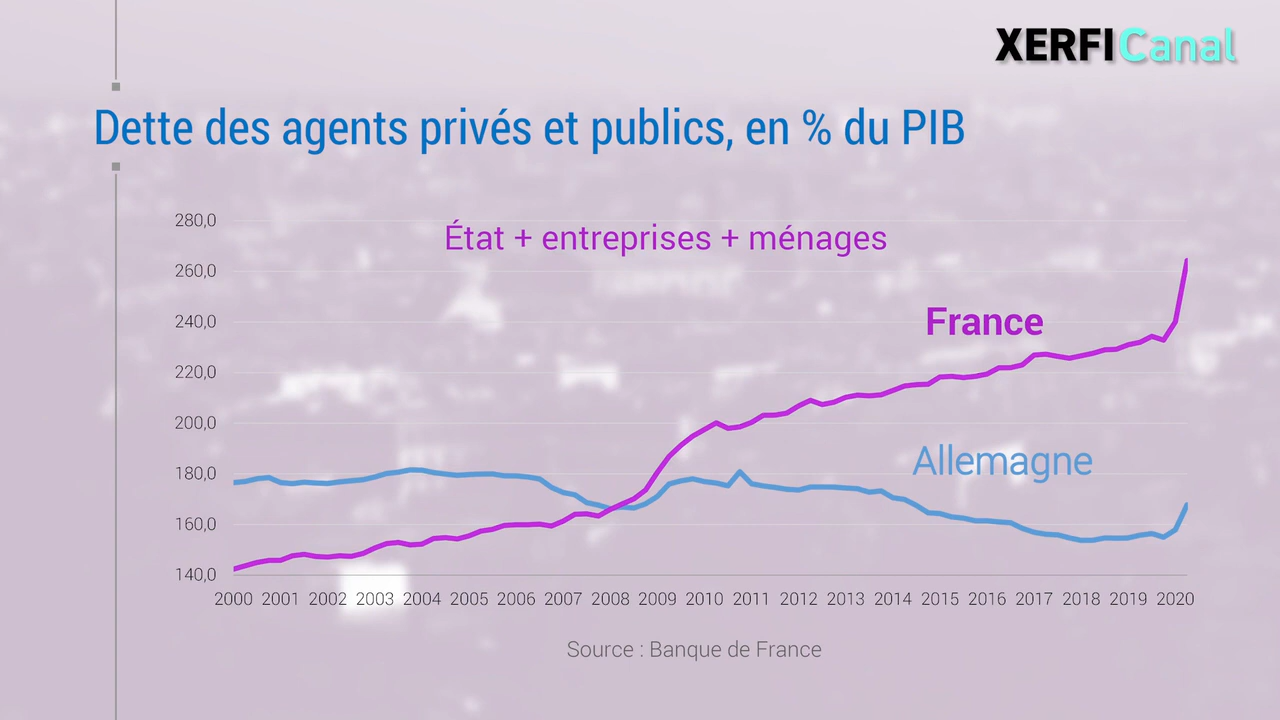 XERFI Canal
Dette des agents privés et publics, en % du PIB
280,0
État + entreprises + ménages
260,0
France
240,0
220,0
200,0
Allemagne
180,0
160,0
140,0
2000 2001 2002 2003 2004 2005 2006 2007 2008 2009 2010 2011 2012 2013 2014 2015 2016 2017 2018 2019 2020
Source : Banque de France